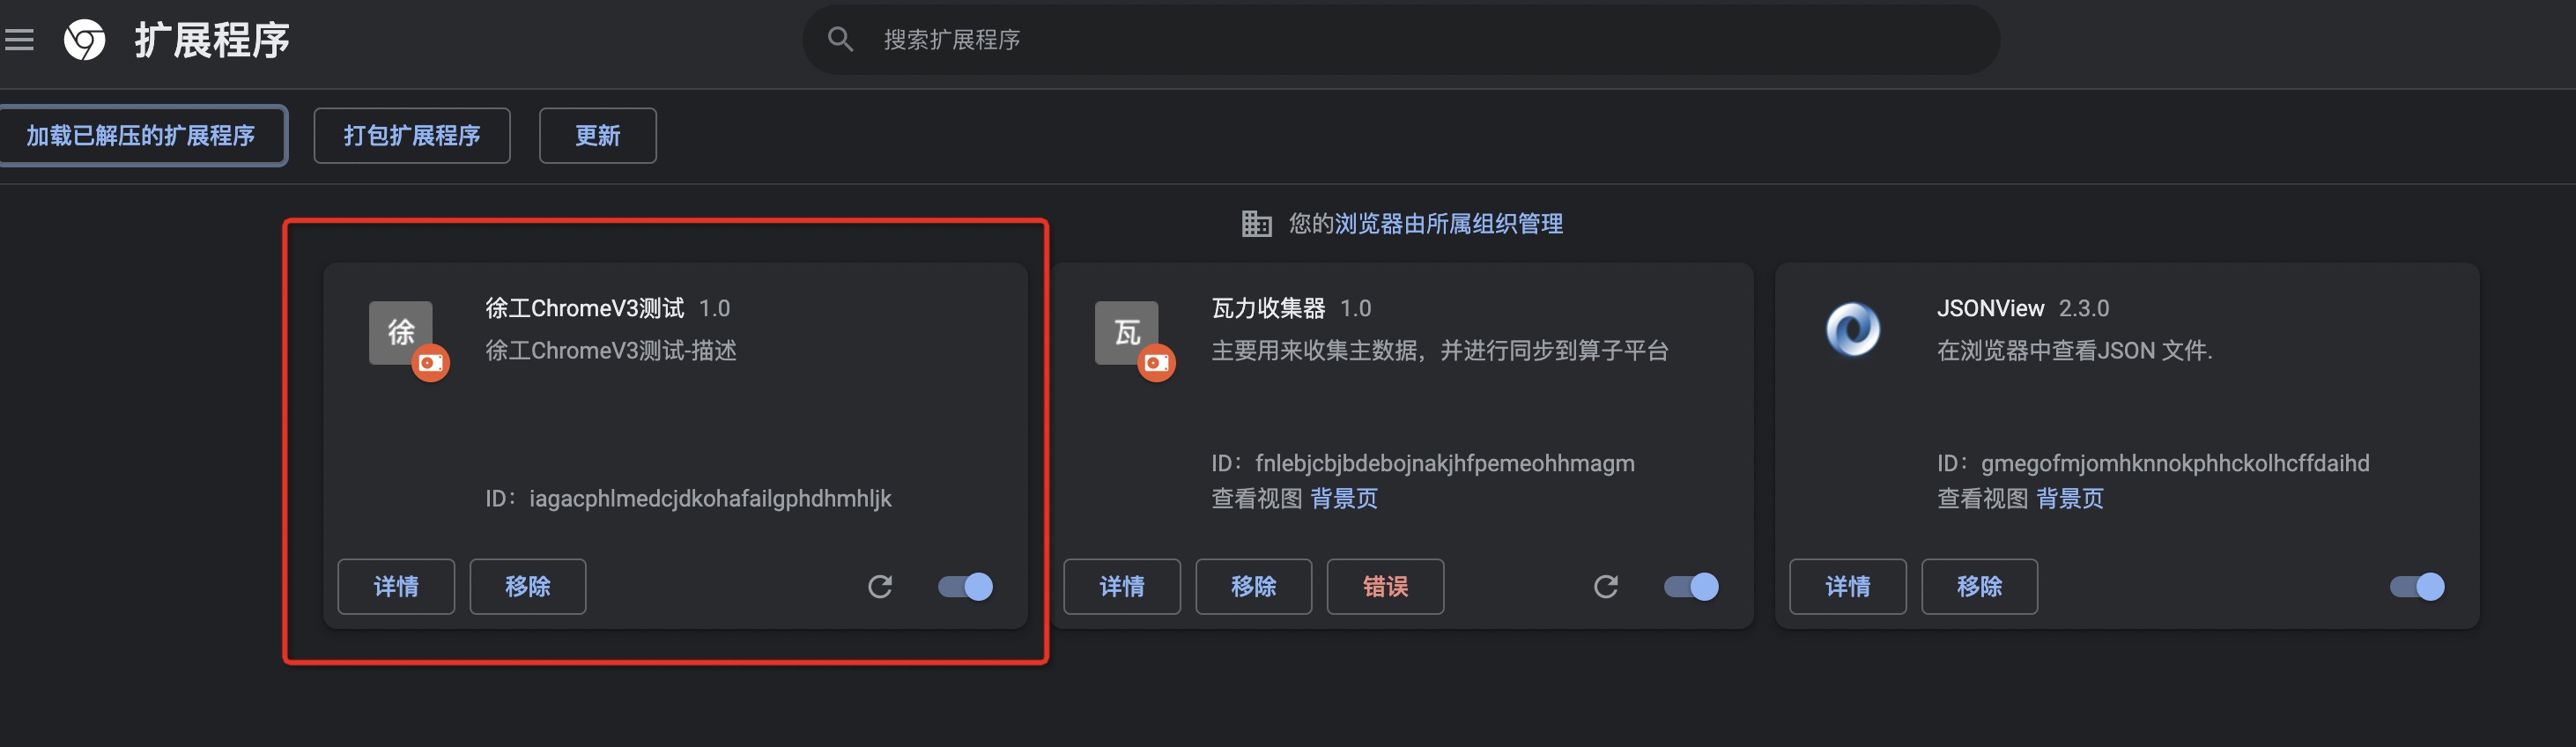 扩展程序
搜索扩展程序
加载已解压的扩展程序
打包扩展程序
更新
您的浏览器由所属组织管理
徐
徐工ChromeV3测试 1.0
徐工ChromeV3测试-描述
ID：iagacphlmedcjdkohafailgphdhmhljk
详情
移除
瓦
瓦力收集器 1.0
主要用来收集主数据，并进行同步到算子平台
ID：fnlebjcbjbdebojnakjhfpemeohhmagm
查看视图 背景页
详情
移除
错误
JSONView 2.3.0
在浏览器中查看JSON 文件.
ID：gmegofmjomhknnokphhckolhcffdaihd
查看视图 背景页
详情
移除